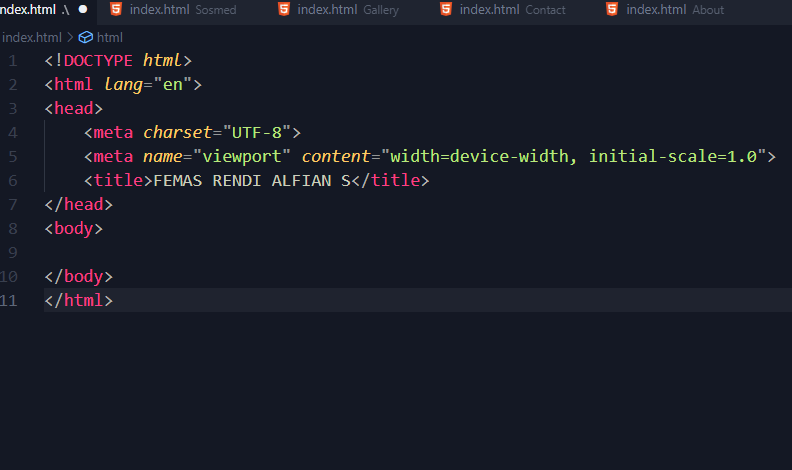 ndex.html .\ ● index.html Sosmed index.html Gallery index.html Contact index.html About
index.html > html
1 <!DOCTYPE html>
2 <html lang="en">
3 <head>
4     <meta charset="UTF-8">
5     <meta name="viewport" content="width=device-width, initial-scale=1.0">
6     <title>FEMAS RENDI ALFIAN S</title>
7 </head>
8 <body>
9
10 </body>
11 </html>